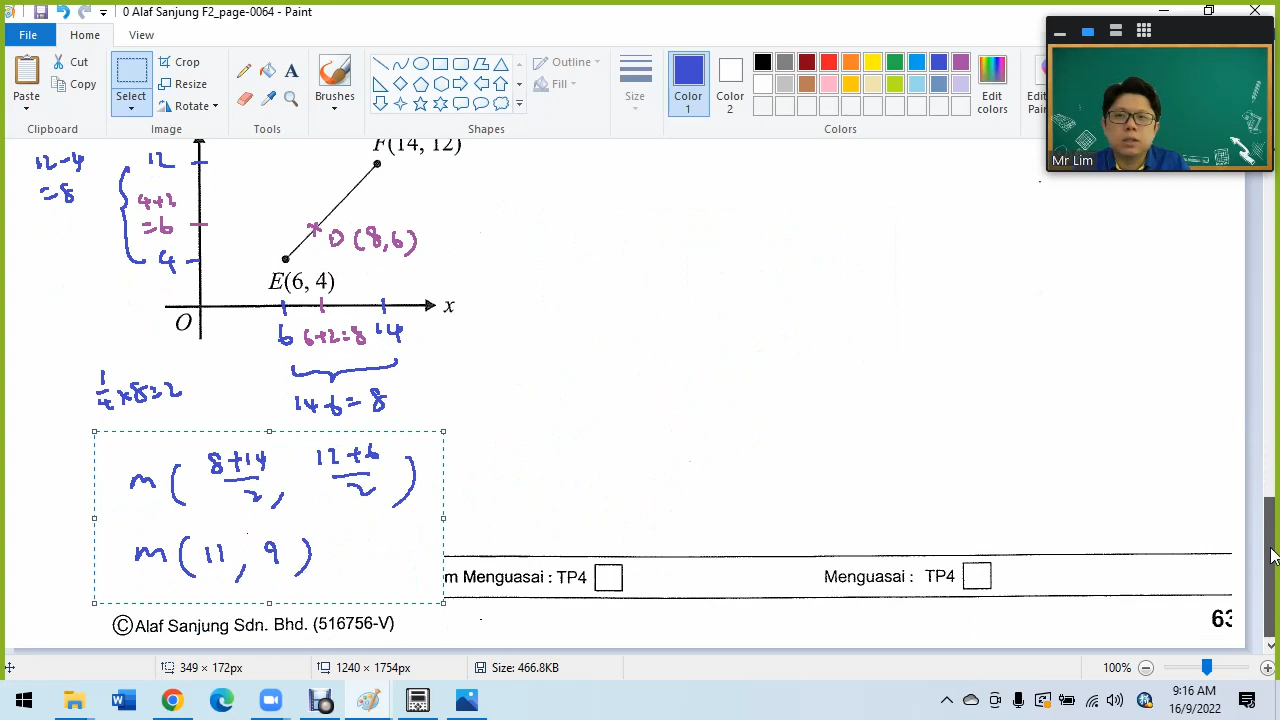 0 Alaf Sanjung F2_page-0064 - Paint
File Home View
Paste
Cut
Copy
Clipboard
Select
Crop
Resize
Rotate
Image
Tools
Brushes
Shapes
Outline
Fill
Size
Color 1
Color 2
Edit colors
Colors
Mr Lim
F(14, 12)
12-4
=8
12
4+2
=6
4
D (8,6)
E(6, 4)
O
x
6 6+2=8 14
1/4 × 8 = 2
14-6 = 8
m ( 8+14/2, 12+6/2 )
m ( 11, 9 )
m Menguasai : TP4
Menguasai : TP4
63
© Alaf Sanjung Sdn. Bhd. (516756-V)
349 × 172px
1240 × 1754px
Size: 466.8KB
100%
9:16 AM
16/9/2022